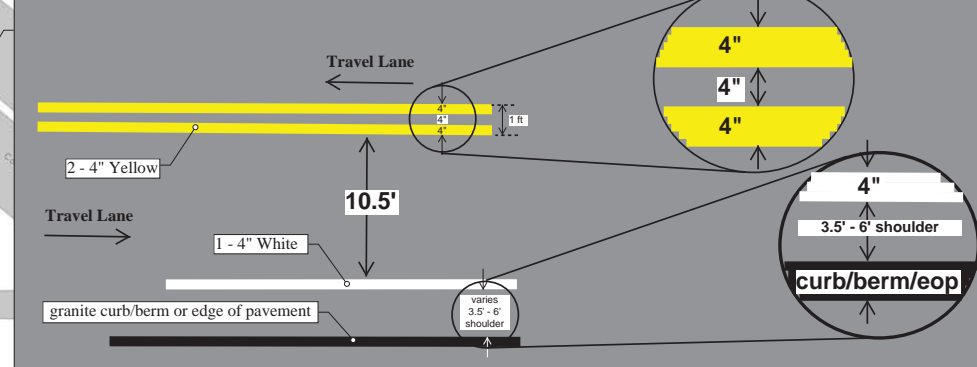 4"
4"
4"
Travel Lane
4"
4"
4"
1 ft
2 - 4" Yellow
10.5'
Travel Lane
1 - 4" White
4"
3.5' - 6' shoulder
curb/berm/eop
varies
3.5' - 6'
shoulder
granite curb/berm or edge of pavement